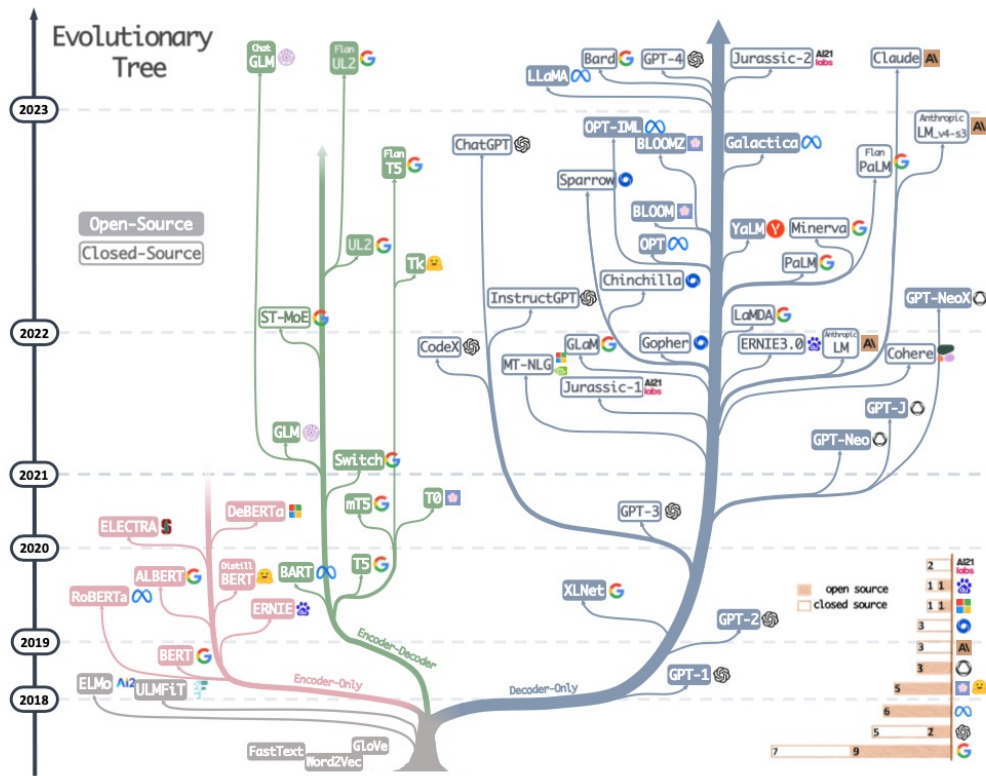 Evolutionary
Tree
2023
2022
2021
2020
2019
2018
Open-Source
Closed-Source
Chat
GLM
Flan
UL2
Flan
T5
UL2
Tk
ST-MoE
GLM
Switch
mT5
T0
T5
BART
Encoder-Decoder
DeBERTa
ELECTRA
ALBERT
Distill
BERT
RoBERTa
ERNIE
BERT
Encoder-Only
ELMo
Ai2
ULMFiT
FastText
Word2Vec
GloVe
Bard
GPT-4
Jurassic-2
AI21
labs
Claude
A\
LLaMA
Anthropic
LM_v4-s3
A\
OPT-IML
BLOOMZ
Galactica
ChatGPT
Flan
PaLM
Sparrow
BLOOM
YaLM
Minerva
OPT
PaLM
Chinchilla
InstructGPT
GPT-NeoX
LaMDA
CodeX
GLaM
Gopher
ERNIE3.0
Anthropic
LM
A\
Cohere
MT-NLG
Jurassic-1
AI21
labs
GPT-J
GPT-Neo
GPT-3
XLNet
GPT-2
GPT-1
Decoder-Only
open source
closed source
2
AI21
labs
1 1
1 1
3
3
A\
3
5
6
5 2
7 9